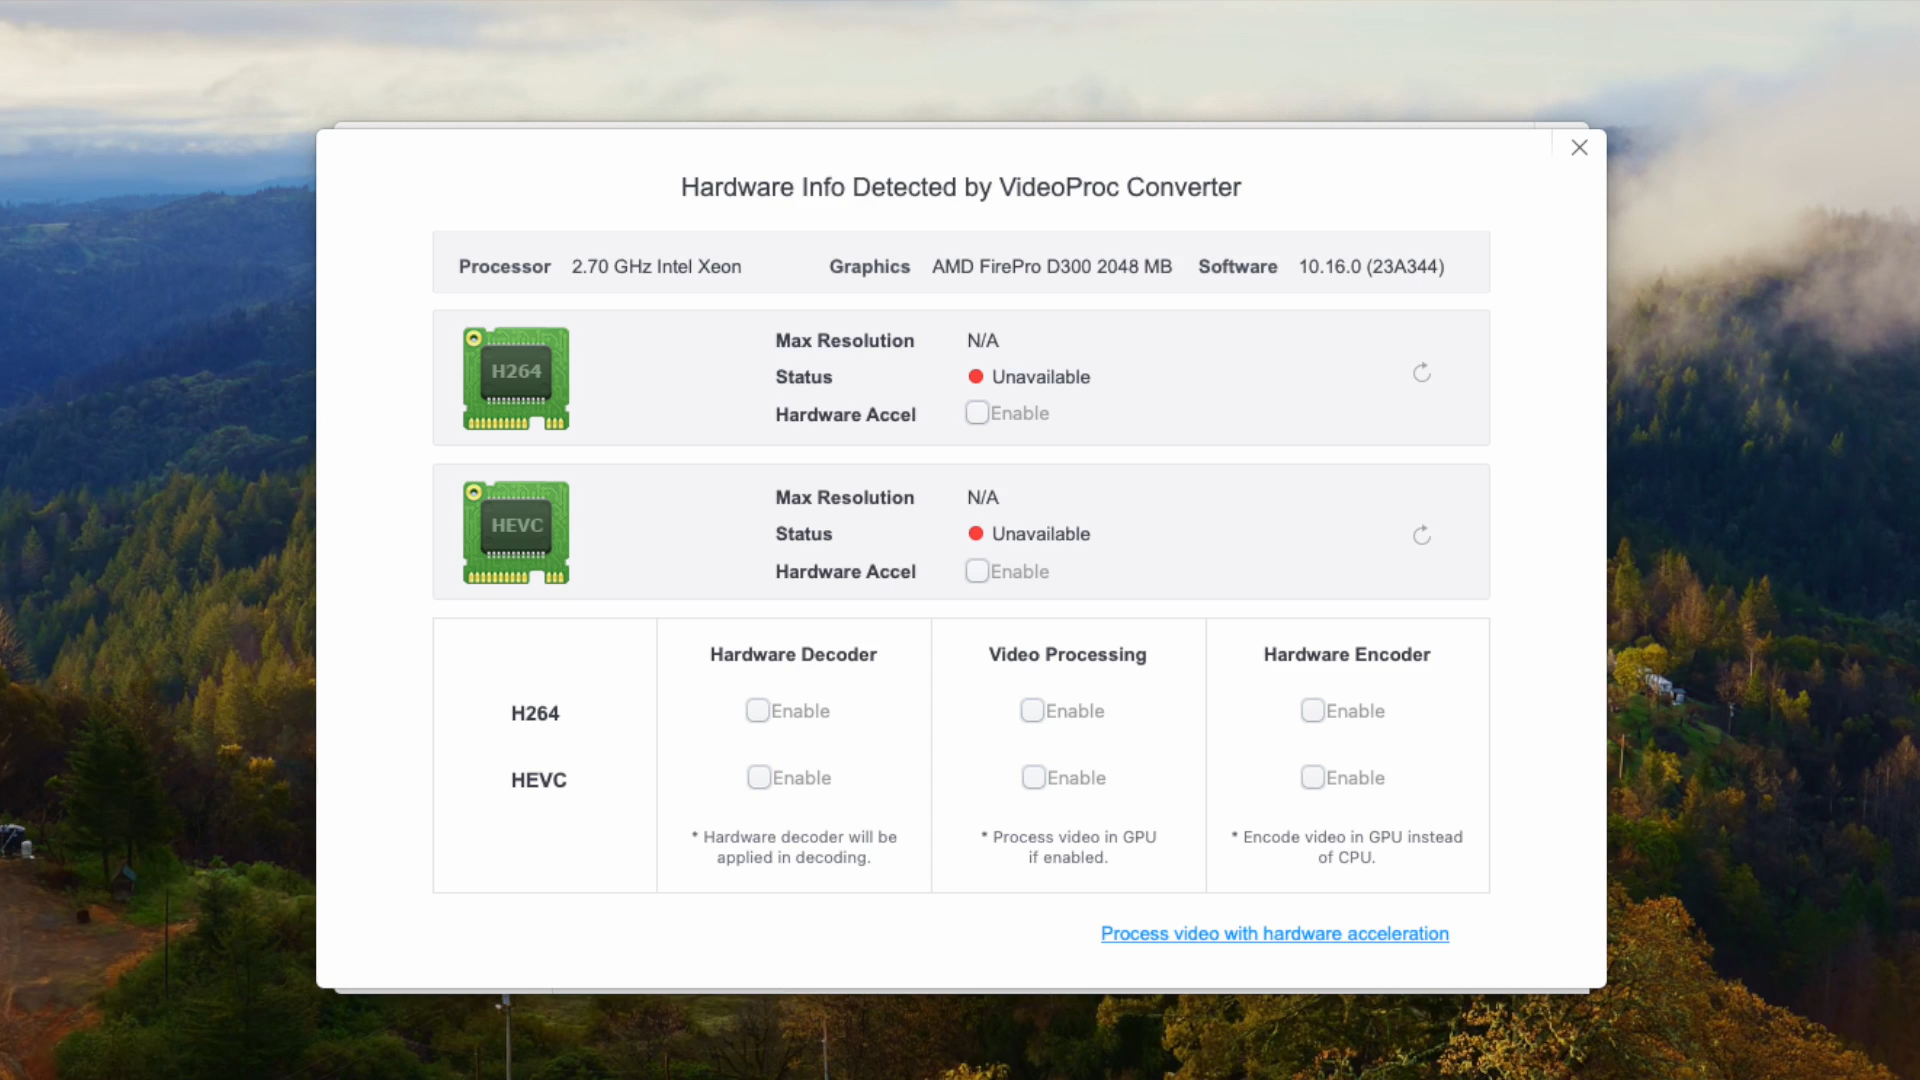 Hardware Info Detected by VideoProc Converter
Processor 2.70 GHz Intel Xeon Graphics AMD FirePro D300 2048 MB Software 10.16.0 (23A344)
H264
Max Resolution N/A
Status Unavailable
Hardware Accel Enable
HEVC
Max Resolution N/A
Status Unavailable
Hardware Accel Enable
Hardware Decoder Video Processing Hardware Encoder
H264 Enable Enable Enable
HEVC Enable Enable Enable
* Hardware decoder will be applied in decoding.
* Process video in GPU if enabled.
* Encode video in GPU instead of CPU.
Process video with hardware acceleration